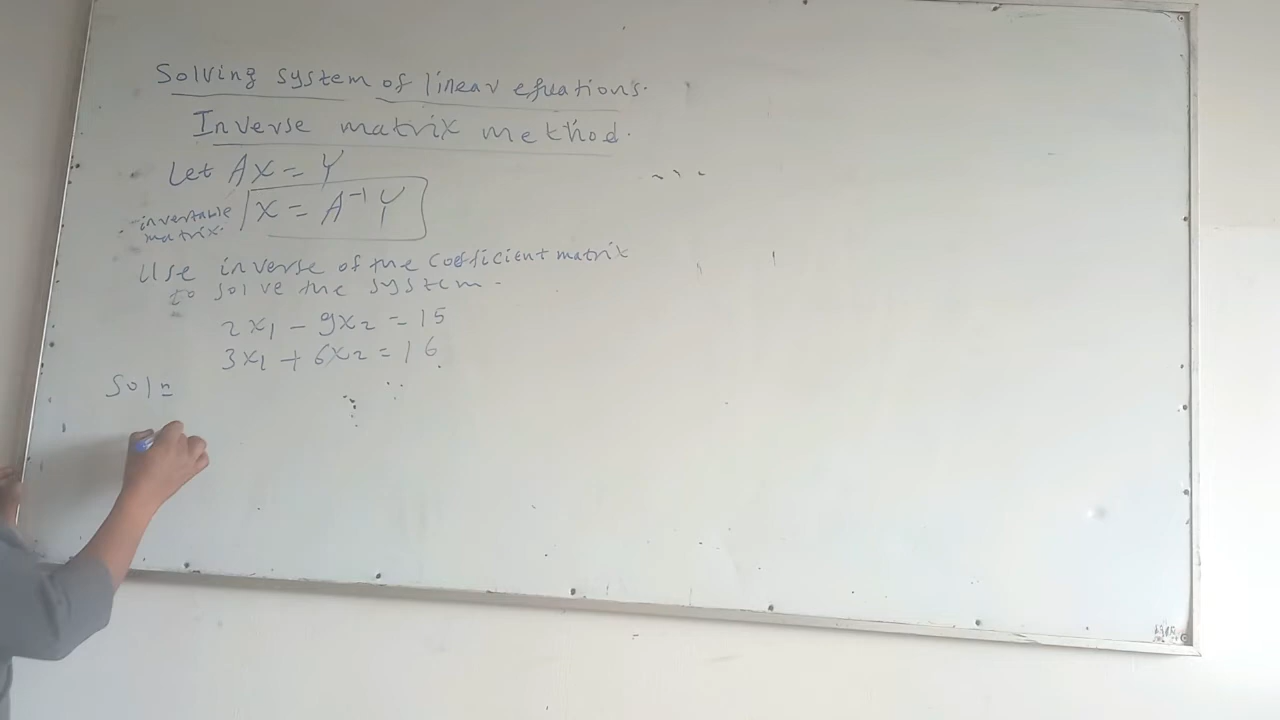 Solving system of linear equations.
Inverse matrix method.
Let AX = Y
invertable
matrix.
X = A⁻¹ Y
Use inverse of the coefficient matrix
to solve the system.
2x₁ - 9x₂ = 15
3x₁ + 6x₂ = 16
Soln